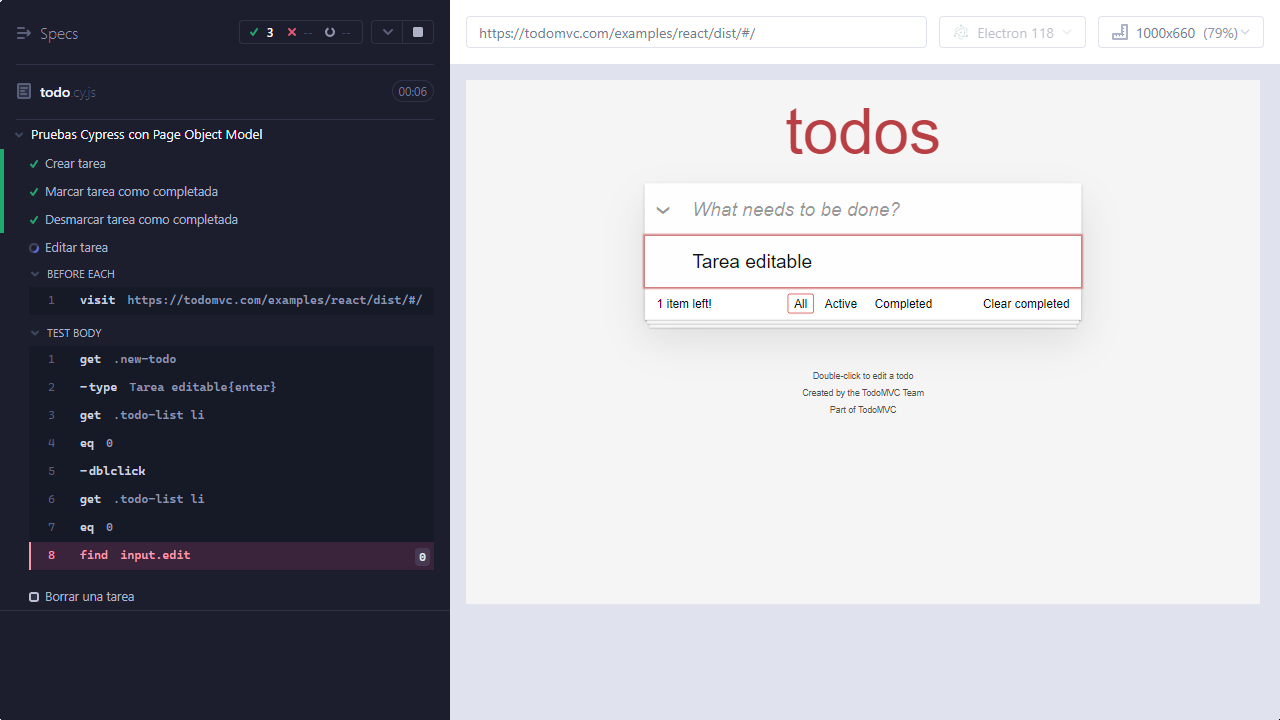 Specs
3 -- --
todo.cy.js 00:06
Pruebas Cypress con Page Object Model
Crear tarea
Marcar tarea como completada
Desmarcar tarea como completada
Editar tarea
BEFORE EACH
1 visit https://todomvc.com/examples/react/dist/#/
TEST BODY
1 get .new-todo
2 -type Tarea editable{enter}
3 get .todo-list li
4 eq 0
5 -dblclick
6 get .todo-list li
7 eq 0
8 find input.edit 0
Borrar una tarea
https://todomvc.com/examples/react/dist/#/
Electron 118
1000x660 (79%)
todos
What needs to be done?
Tarea editable
1 item left! All Active Completed Clear completed
Double-click to edit a todo
Created by the TodoMVC Team
Part of TodoMVC